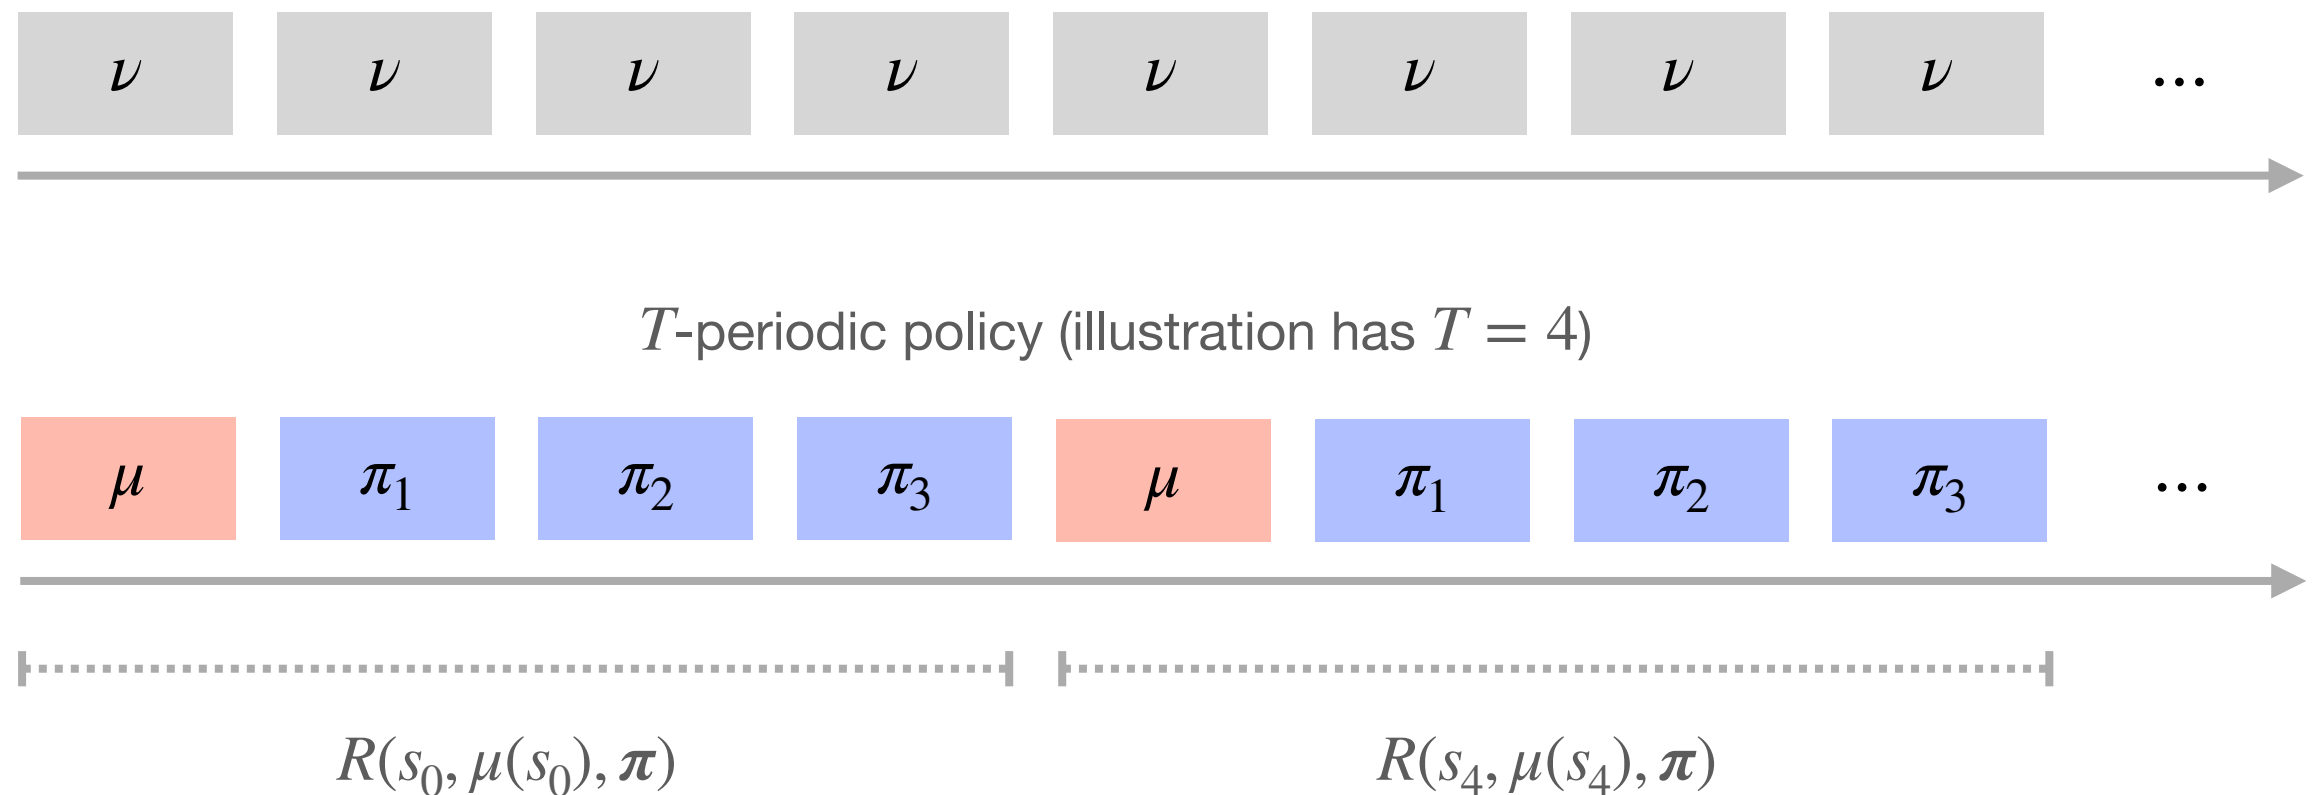 ν ν ν ν ν ν ν ν ...
T-periodic policy (illustration has T = 4)
μ π₁ π₂ π₃ μ π₁ π₂ π₃ ...
R(s₀, μ(s₀), π) R(s₄, μ(s₄), π)